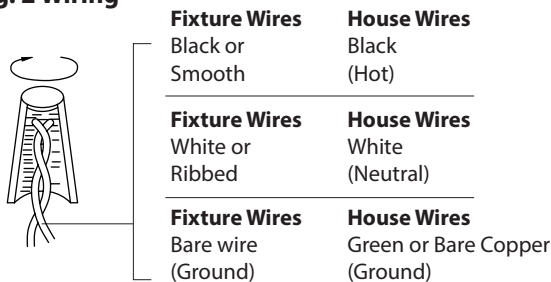 g. 2 Wiring
Fixture Wires House Wires
Black or Black
Smooth (Hot)
Fixture Wires House Wires
White or White
Ribbed (Neutral)
Fixture Wires House Wires
Bare wire Green or Bare Copper
(Ground) (Ground)